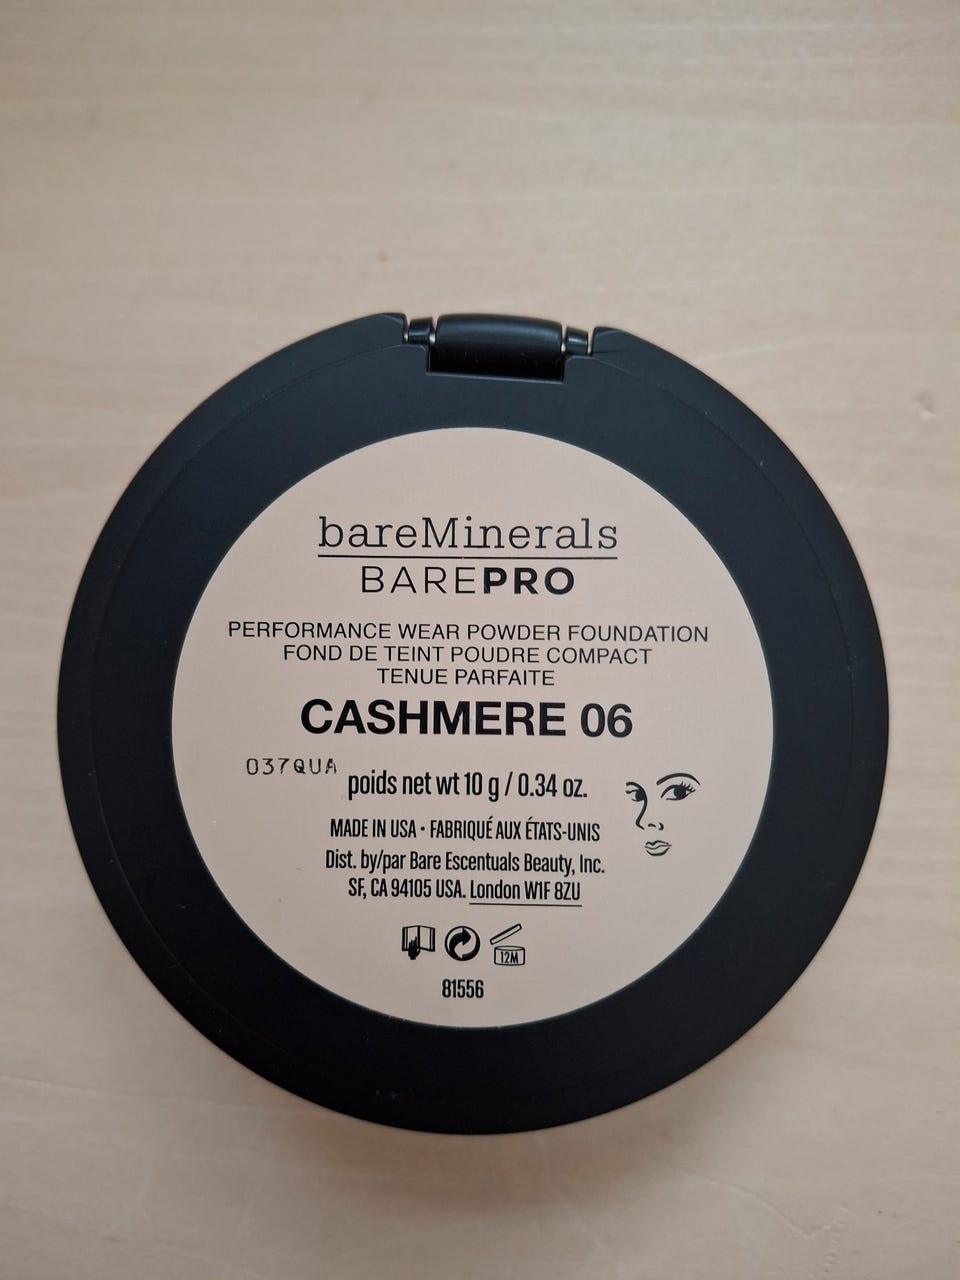 bareMinerals
BAREPRO
PERFORMANCE WEAR POWDER FOUNDATION
FOND DE TEINT POUDRE COMPACT
TENUE PARFAITE
CASHMERE 06
037QUA
poids net wt 10 g / 0.34 oz.
MADE IN USA • FABRIQUÉ AUX ÉTATS-UNIS
Dist. by/par Bare Escentuals Beauty, Inc.
SF, CA 94105 USA. London W1F 8ZU
12M
81556